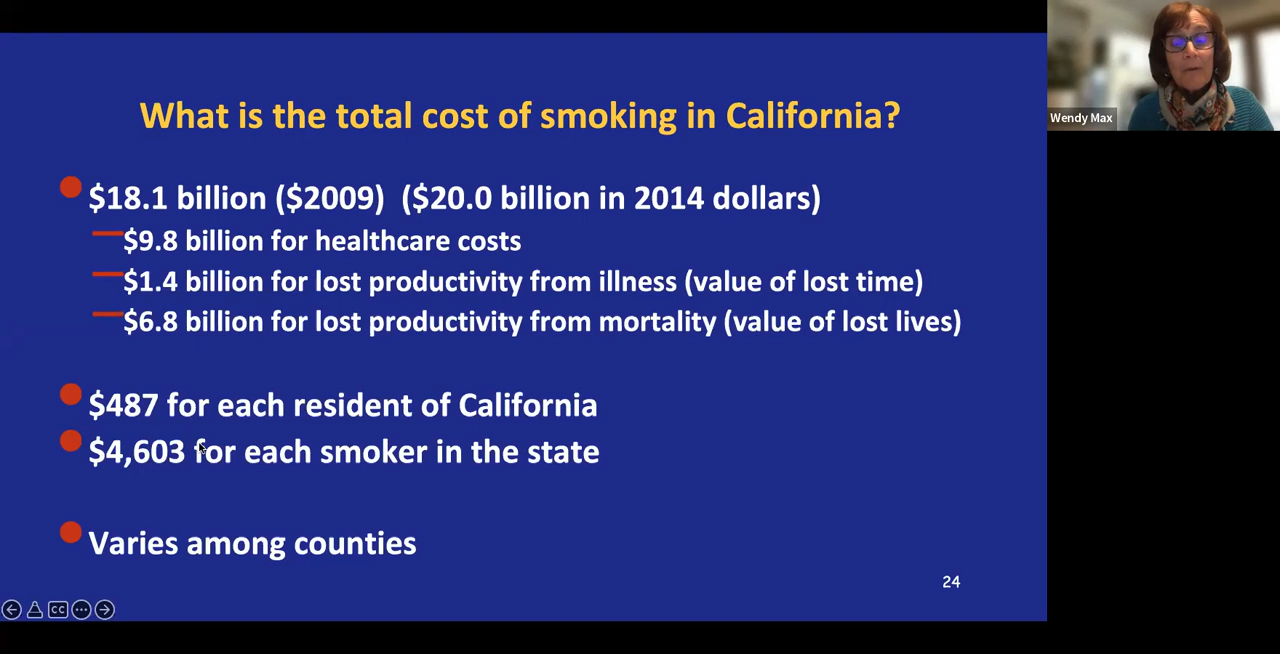 What is the total cost of smoking in California?
$18.1 billion ($2009) ($20.0 billion in 2014 dollars)
$9.8 billion for healthcare costs
$1.4 billion for lost productivity from illness (value of lost time)
$6.8 billion for lost productivity from mortality (value of lost lives)
$487 for each resident of California
$4,603 for each smoker in the state
Varies among counties
24
CC
Wendy Max